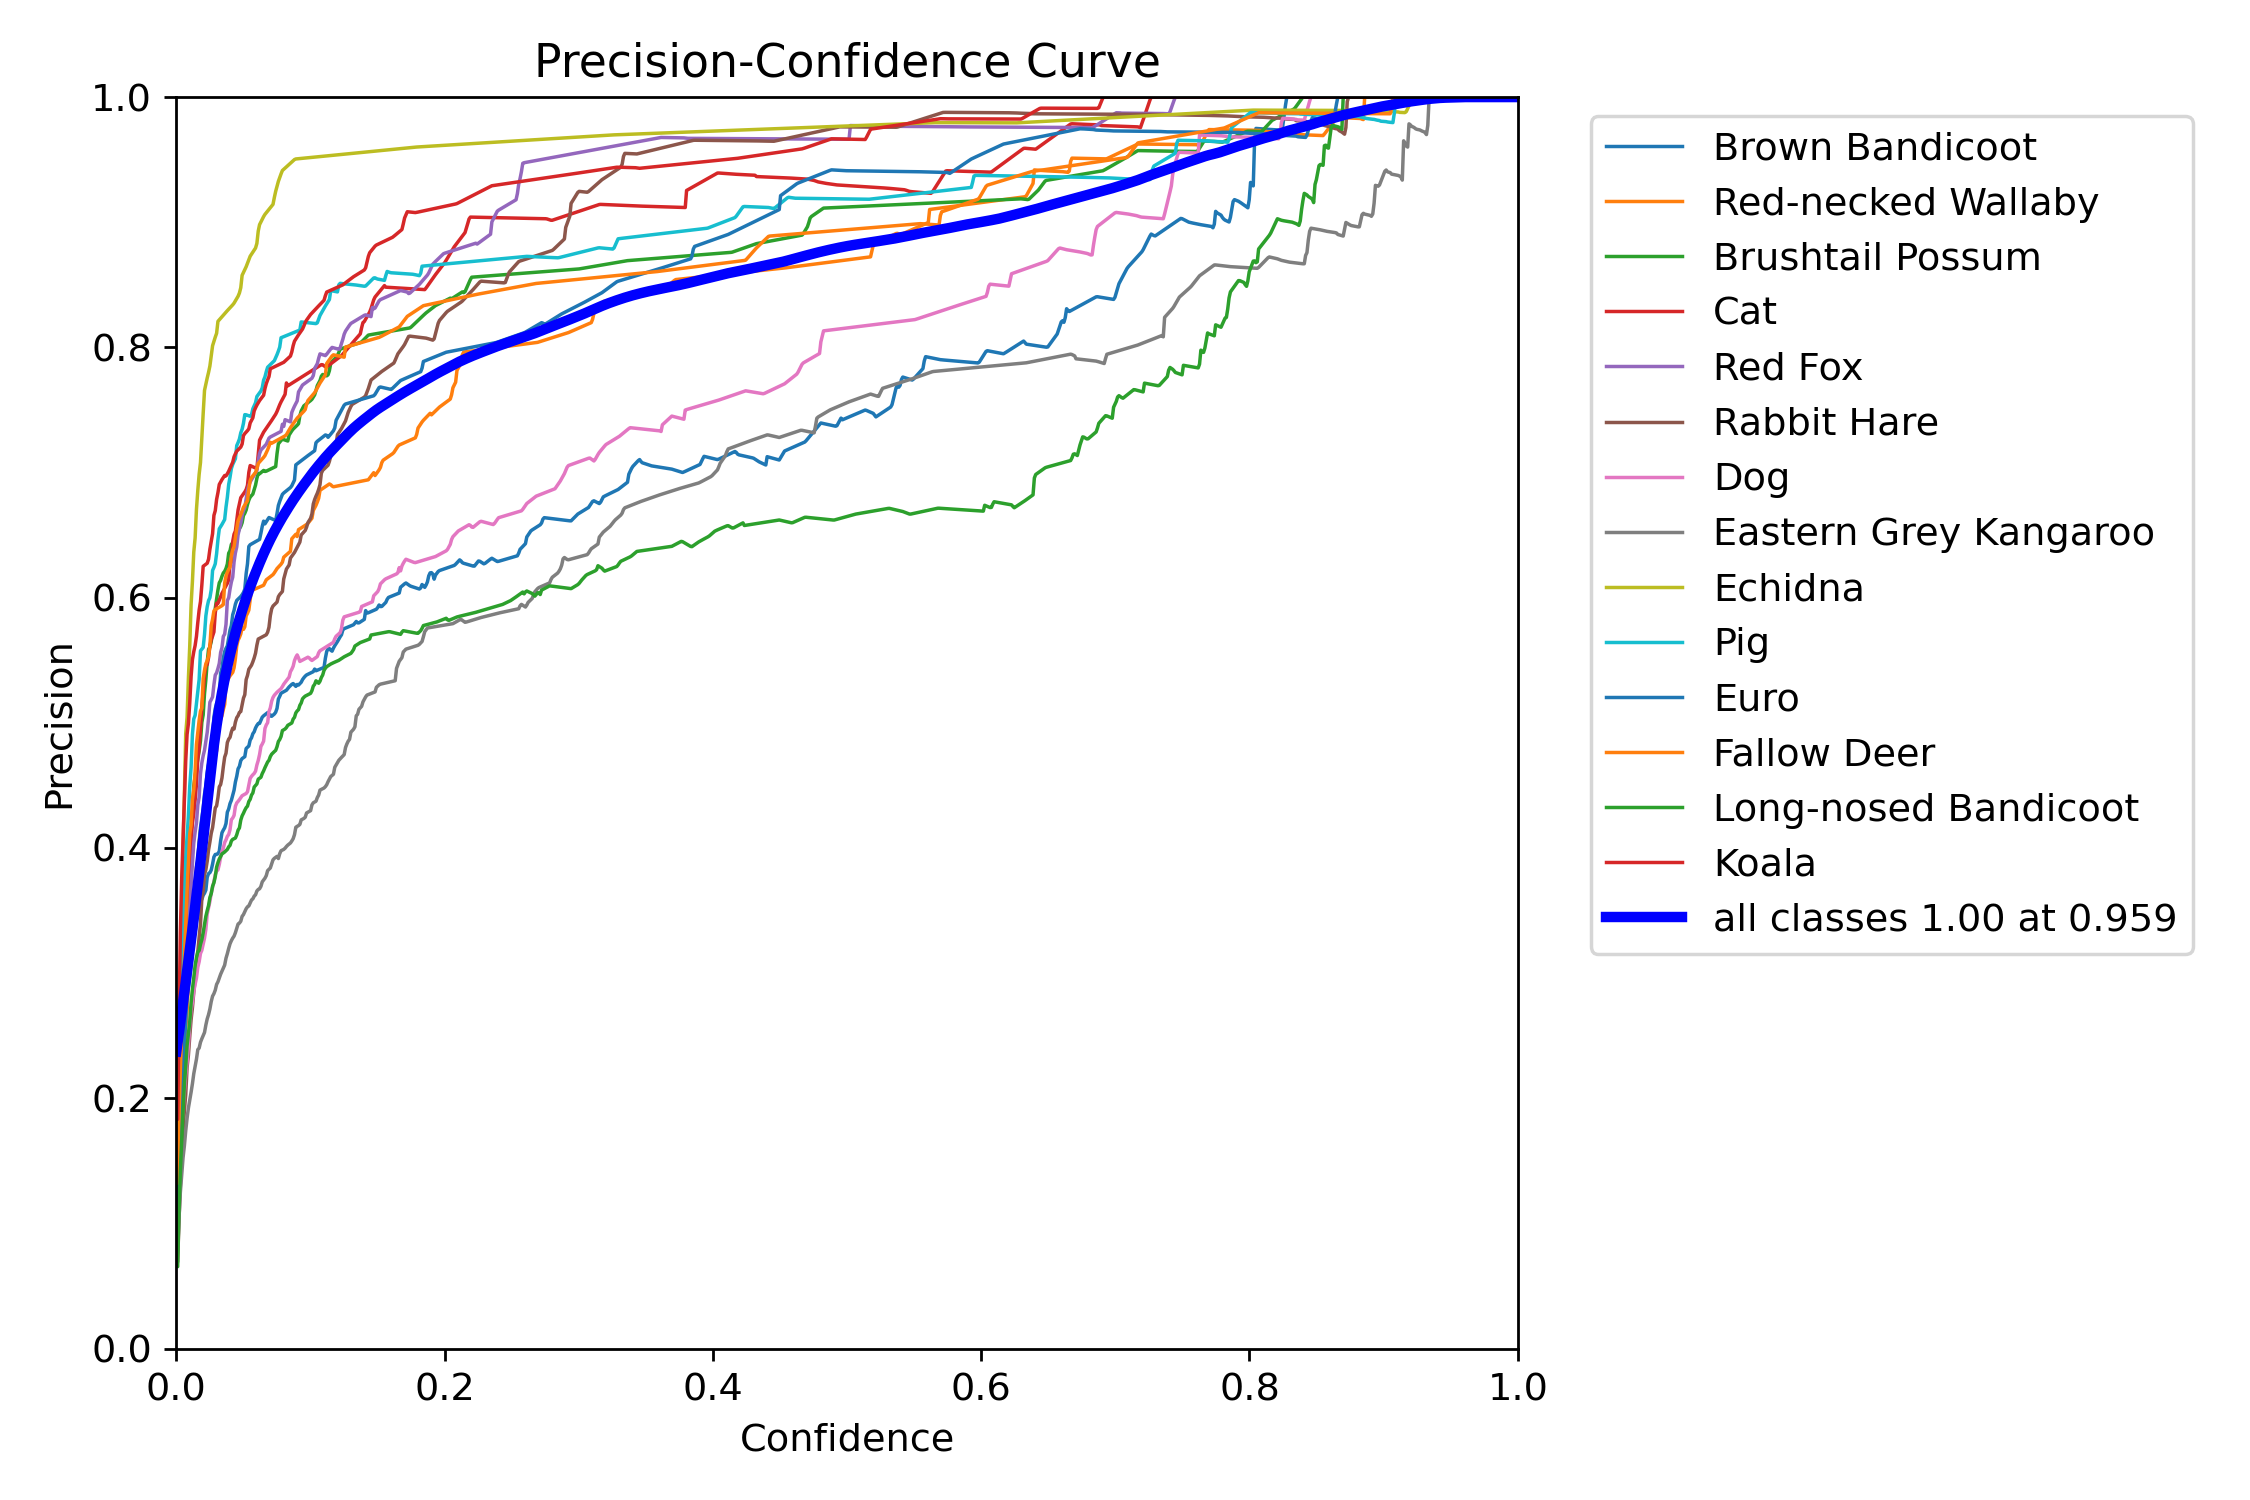 Precision-Confidence Curve
1.0
0.8
0.6
0.4
0.2
0.0
Precision
0.0 0.2 0.4 0.6 0.8 1.0
Confidence
Brown Bandicoot
Red-necked Wallaby
Brushtail Possum
Cat
Red Fox
Rabbit Hare
Dog
Eastern Grey Kangaroo
Echidna
Pig
Euro
Fallow Deer
Long-nosed Bandicoot
Koala
all classes 1.00 at 0.959